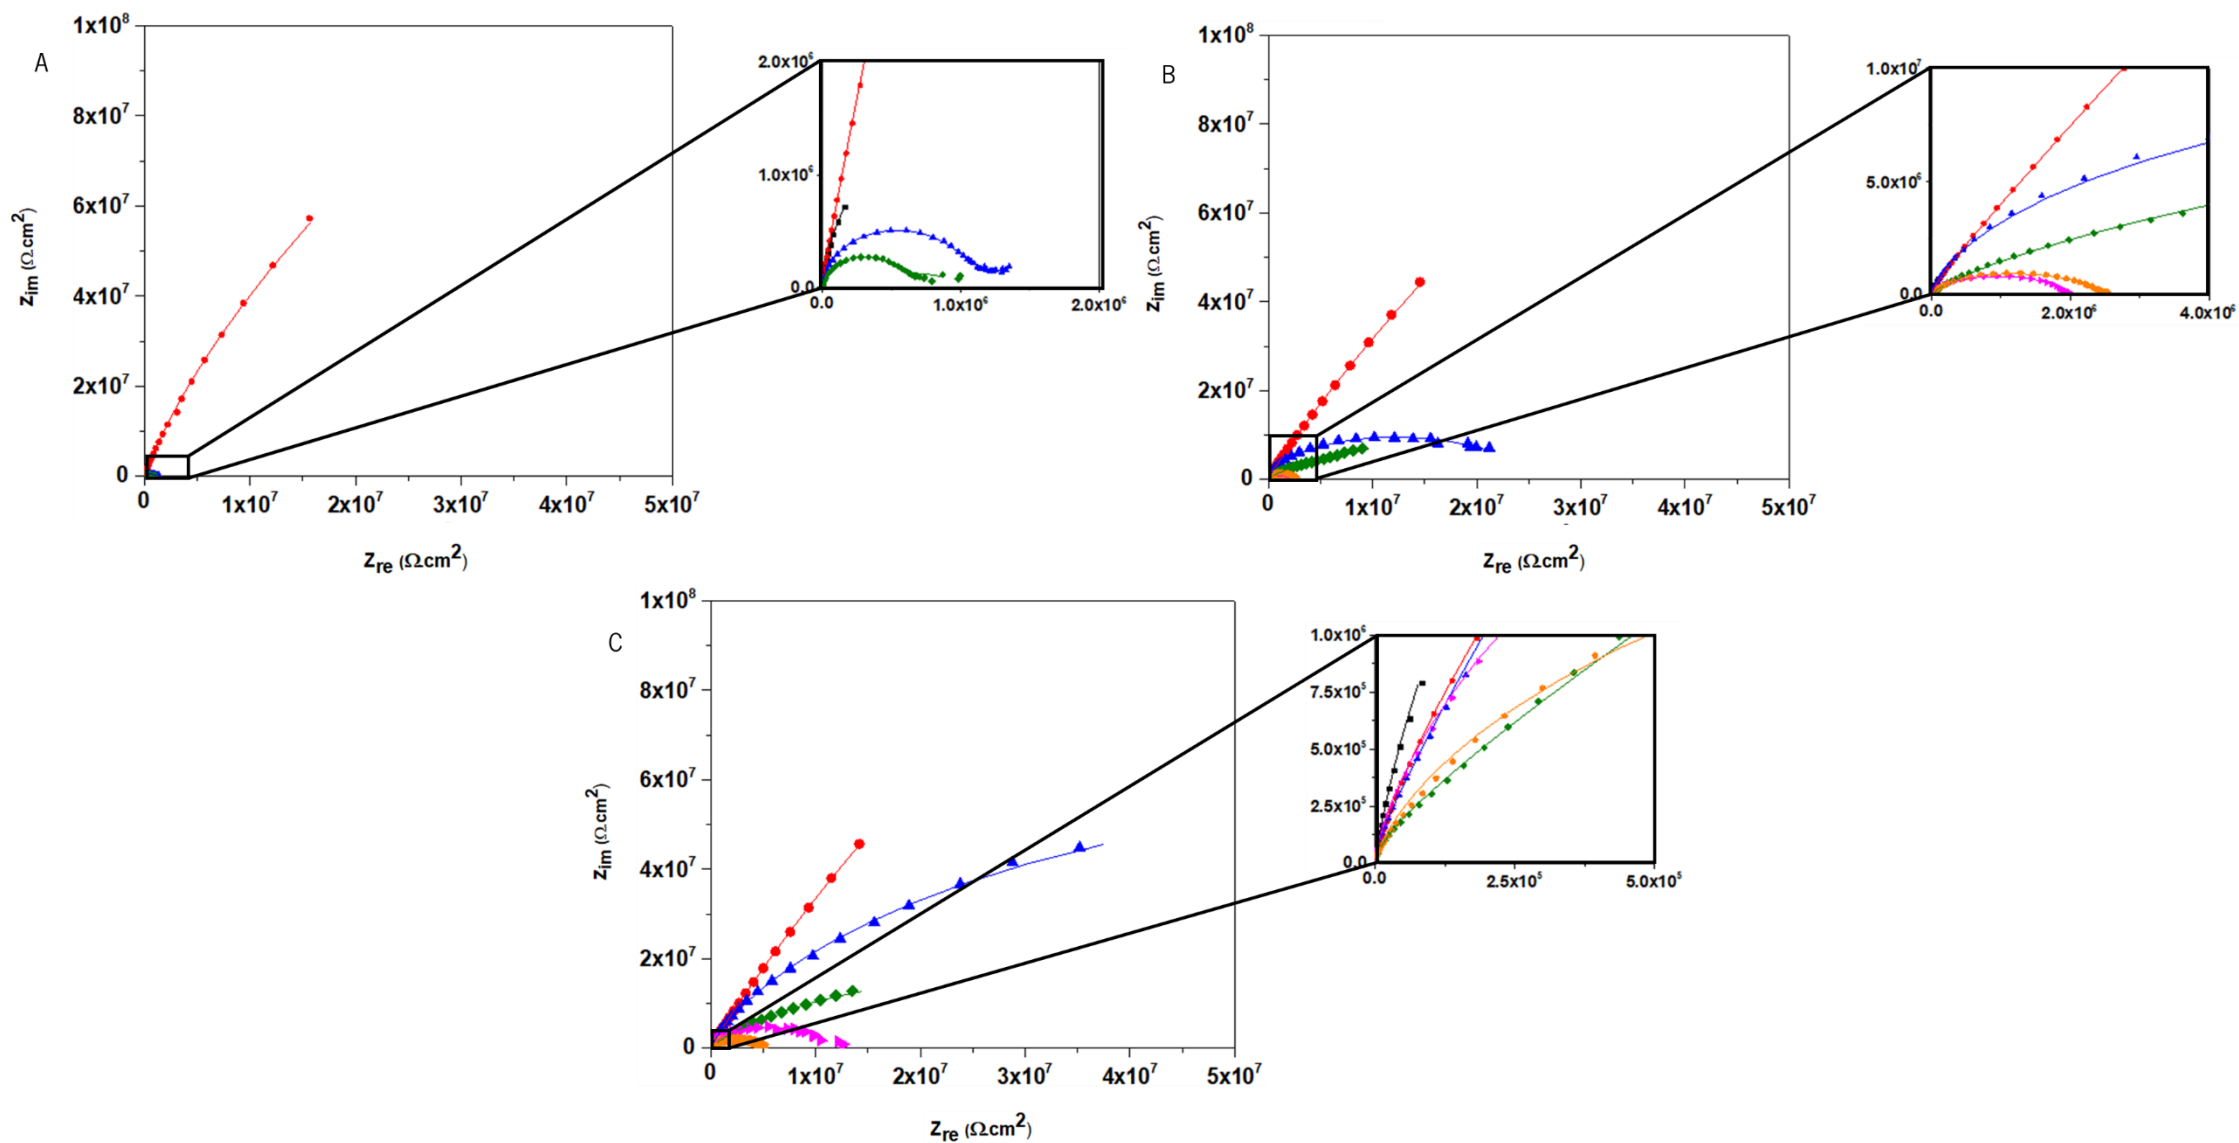 A
1x10⁸
8x10⁷
6x10⁷
4x10⁷
2x10⁷
0
Zim (Ω.cm²)
0 1x10⁷ 2x10⁷ 3x10⁷ 4x10⁷ 5x10⁷
Zre (Ω.cm²)
2.0x10⁶
1.0x10⁶
0.0
0.0 1.0x10⁶ 2.0x10⁶
B
1x10⁸
8x10⁷
6x10⁷
4x10⁷
2x10⁷
0
Zim (Ω.cm²)
0 1x10⁷ 2x10⁷ 3x10⁷ 4x10⁷ 5x10⁷
Zre (Ω.cm²)
1.0x10⁷
5.0x10⁶
0.0
0.0 2.0x10⁶ 4.0x10⁶
C
1x10⁸
8x10⁷
6x10⁷
4x10⁷
2x10⁷
0
Zim (Ω.cm²)
0 1x10⁷ 2x10⁷ 3x10⁷ 4x10⁷ 5x10⁷
Zre (Ω.cm²)
1.0x10⁶
7.5x10⁵
5.0x10⁵
2.5x10⁵
0.0
0.0 2.5x10⁵ 5.0x10⁵